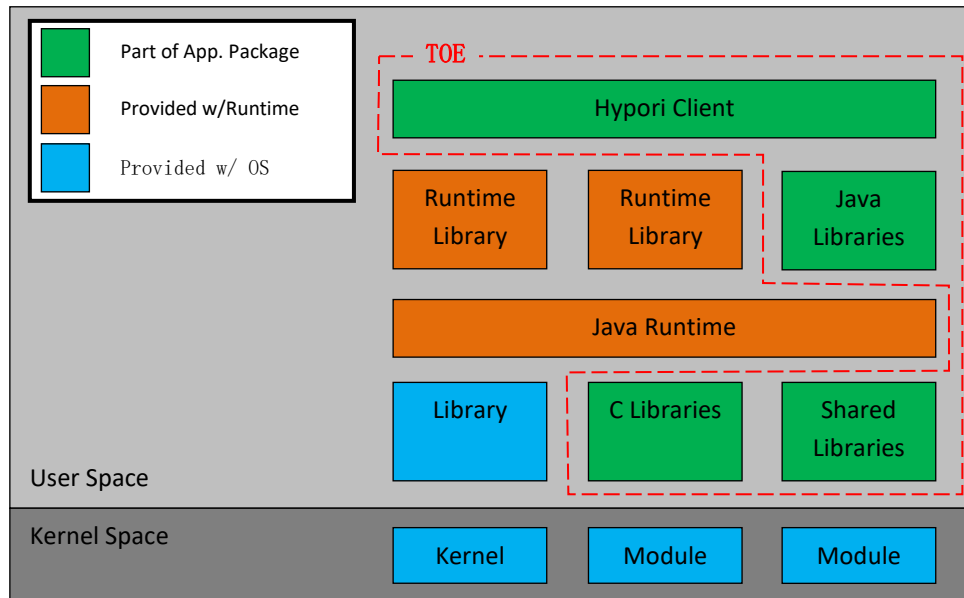 Part of App. Package
Provided w/Runtime
Provided w/ OS
TOE
Hypori Client
Runtime
Library
Runtime
Library
Java
Libraries
Java Runtime
Library
C Libraries
Shared
Libraries
User Space
Kernel Space
Kernel
Module
Module